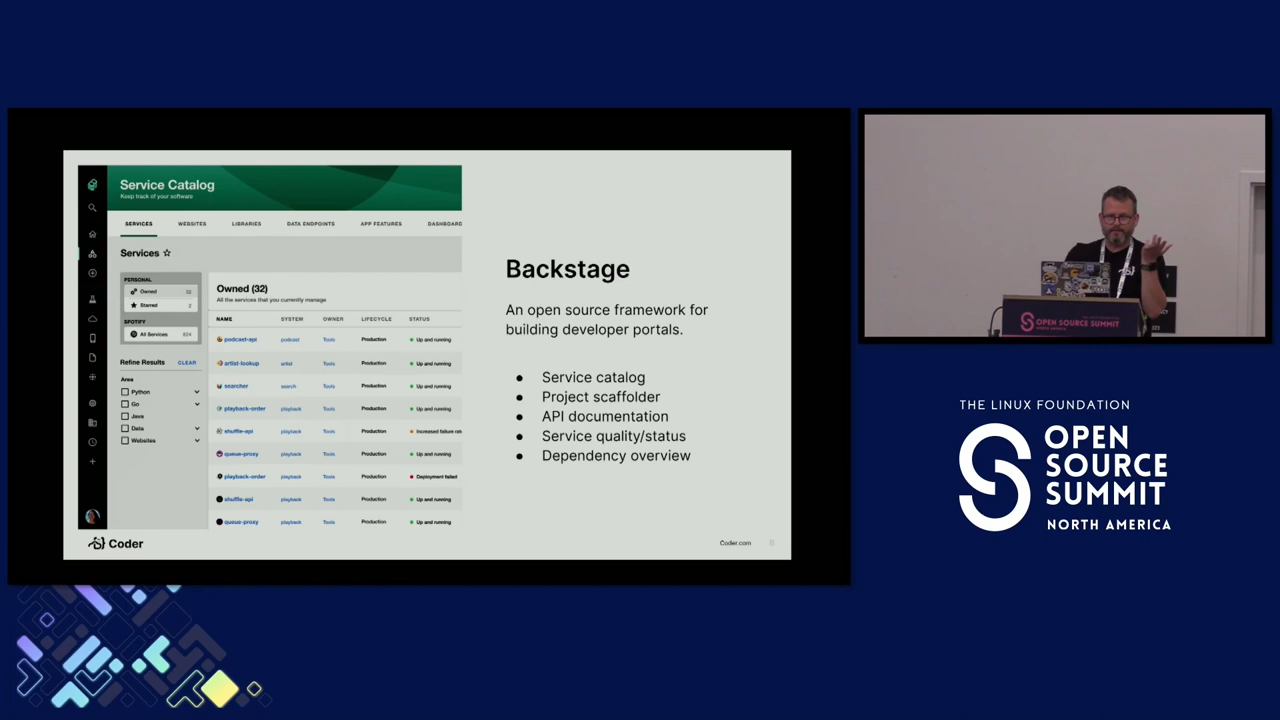 Service Catalog
Keep track of your software
SERVICES WEBSITES LIBRARIES DATA ENDPOINTS APP FEATURES DASHBOARD
Services
PERSONAL
Owned 32
Starred 2
SPOTIFY
All Services 824
Refine Results CLEAR
Area
Python
Go
Java
Data
Websites
Owned (32)
All the services that you currently manage
NAME SYSTEM OWNER LIFECYCLE STATUS
podcast-api podcast Tools Production Up and running
artist-lookup artist Tools Production Up and running
searcher search Tools Production Up and running
playback-order playback Tools Production Up and running
shuffle-api playback Tools Production Increased failure rat
queue-proxy playback Tools Production Up and running
playback-order playback Tools Production Deployment failed
shuffle-api playback Tools Production Up and running
queue-proxy playback Tools Production Up and running
Backstage
An open source framework for
building developer portals.
● Service catalog
● Project scaffolder
● API documentation
● Service quality/status
● Dependency overview
Coder
Coder.com
OPEN SOURCE SUMMIT
THE LINUX FOUNDATION
OPEN
SOURCE
SUMMIT
NORTH AMERICA